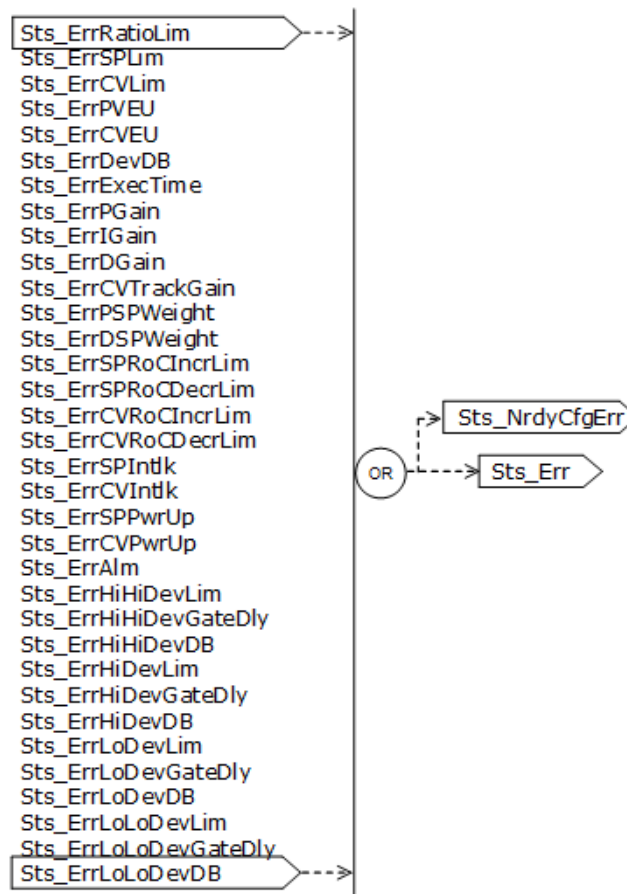 Sts_ErrRatioLim
Sts_ErrSPLim
Sts_ErrCVLim
Sts_ErrPVEU
Sts_ErrCVEU
Sts_ErrDevDB
Sts_ErrExecTime
Sts_ErrPGain
Sts_ErrIGain
Sts_ErrDGain
Sts_ErrCVTrackGain
Sts_ErrPSPWeight
Sts_ErrDSPWeight
Sts_ErrSPRoCIncrLim
Sts_ErrSPRoCDecrLim
Sts_ErrCVRoCIncrLim
Sts_ErrCVRoCDecrLim
Sts_ErrSPIntlk
Sts_ErrCVIntlk
Sts_ErrSPPwrUp
Sts_ErrCVPwrUp
Sts_ErrAlm
Sts_ErrHiHiDevLim
Sts_ErrHiHiDevGateDly
Sts_ErrHiHiDevDB
Sts_ErrHiDevLim
Sts_ErrHiDevGateDly
Sts_ErrHiDevDB
Sts_ErrLoDevLim
Sts_ErrLoDevGateDly
Sts_ErrLoDevDB
Sts_ErrLoLoDevLim
Sts_ErrLoLoDevGateDly
Sts_ErrLoLoDevDB
OR
Sts_NrdyCfgErr
Sts_Err